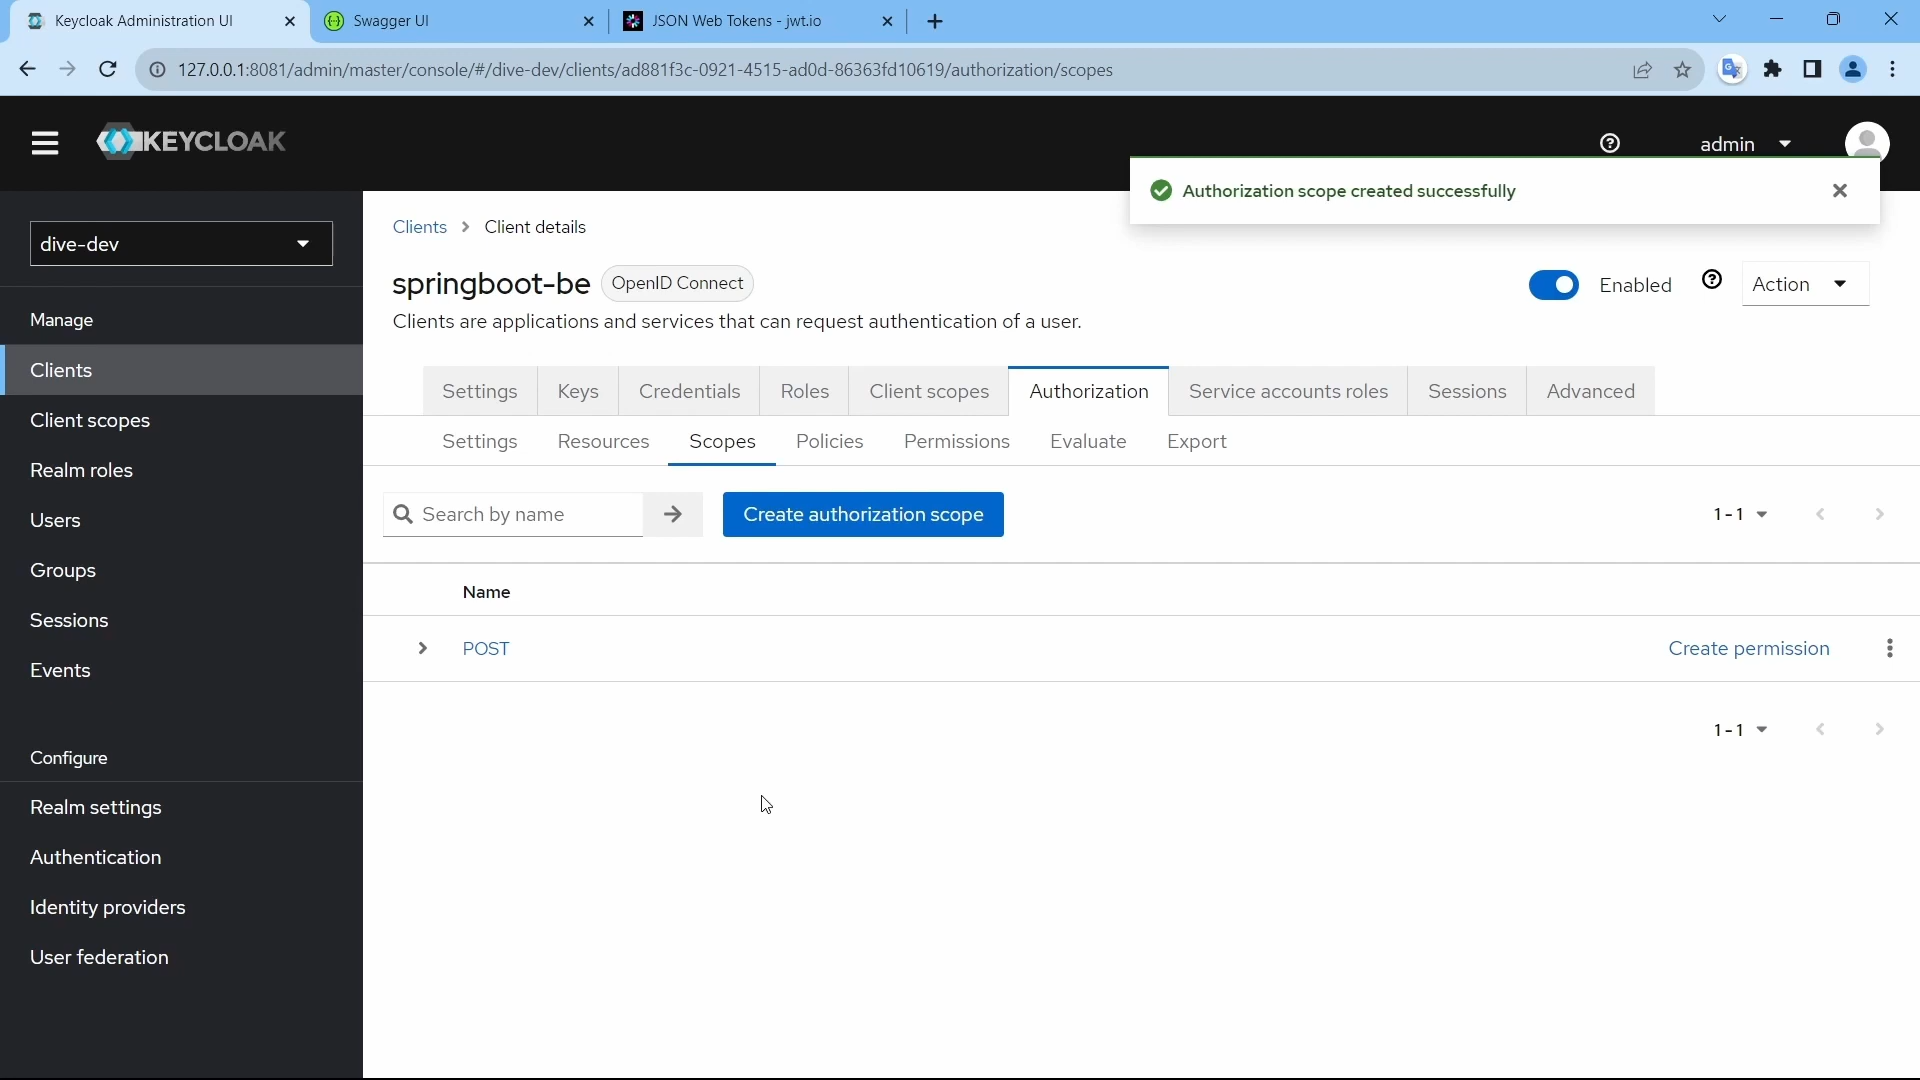 Keycloak Administration UI
Swagger UI
JSON Web Tokens - jwt.io
127.0.0.1:8081/admin/master/console/#/dive-dev/clients/ad881f3c-0921-4515-ad0d-86363fd10619/authorization/scopes
KEYCLOAK
admin
Authorization scope created successfully
dive-dev
Manage
Clients
Client scopes
Realm roles
Users
Groups
Sessions
Events
Configure
Realm settings
Authentication
Identity providers
User federation
Clients > Client details
springboot-be OpenID Connect
Enabled
Action
Clients are applications and services that can request authentication of a user.
Settings Keys Credentials Roles Client scopes Authorization Service accounts roles Sessions Advanced
Settings Resources Scopes Policies Permissions Evaluate Export
Search by name
Create authorization scope
1 - 1
Name
POST
Create permission
1 - 1